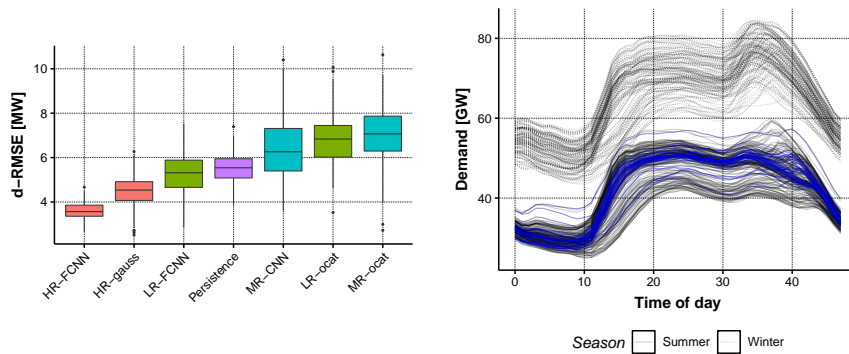 d−RMSE [MW]
10
8
6
4
HR−FCNN
HR−gauss
LR−FCNN
Persistence
MR−CNN
LR−ocat
MR−ocat
Demand [GW]
80
60
40
0
10
20
30
40
Time of day
Season Summer Winter